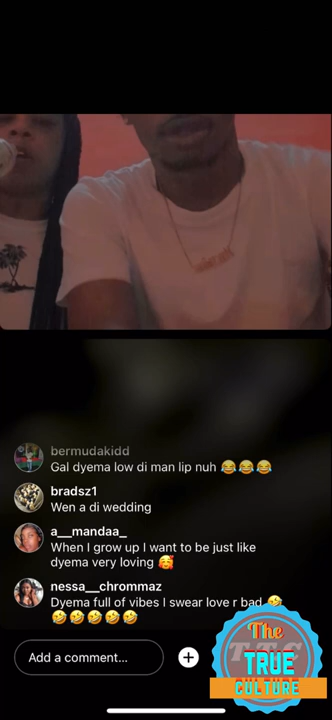 bermudakidd
Gal dyema low di man lip nuh 😂😂😂
bradsz1
Wen a di wedding
a__mandaa_
When I grow up I want to be just like
dyema very loving 🥰
nessa__chrommaz
Dyema full of vibes I swear love r bad 🤣
🤣🤣🤣🤣🤣
Add a comment...
The
TRUE
CULTURE